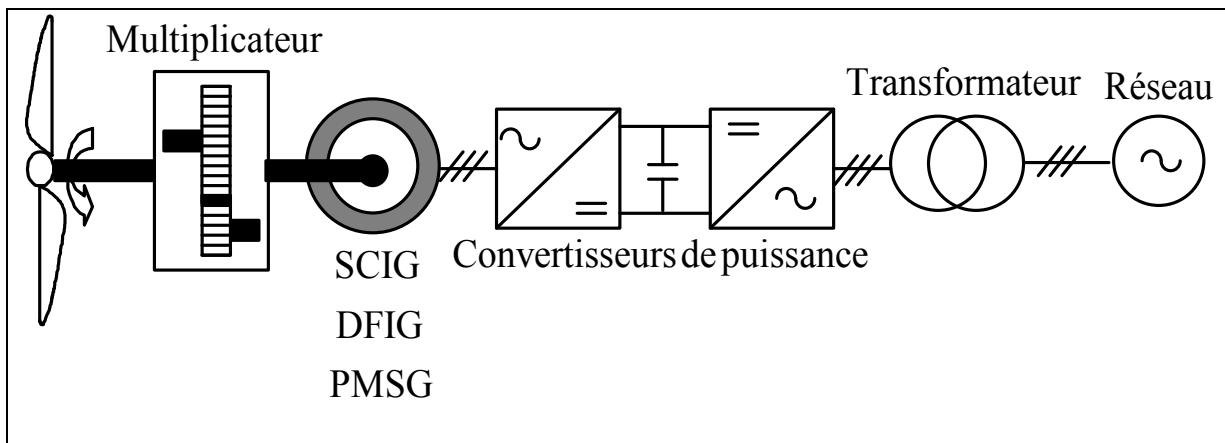 Multiplicateur
Transformateur
Réseau
Convertisseurs de puissance
SCIG
DFIG
PMSG